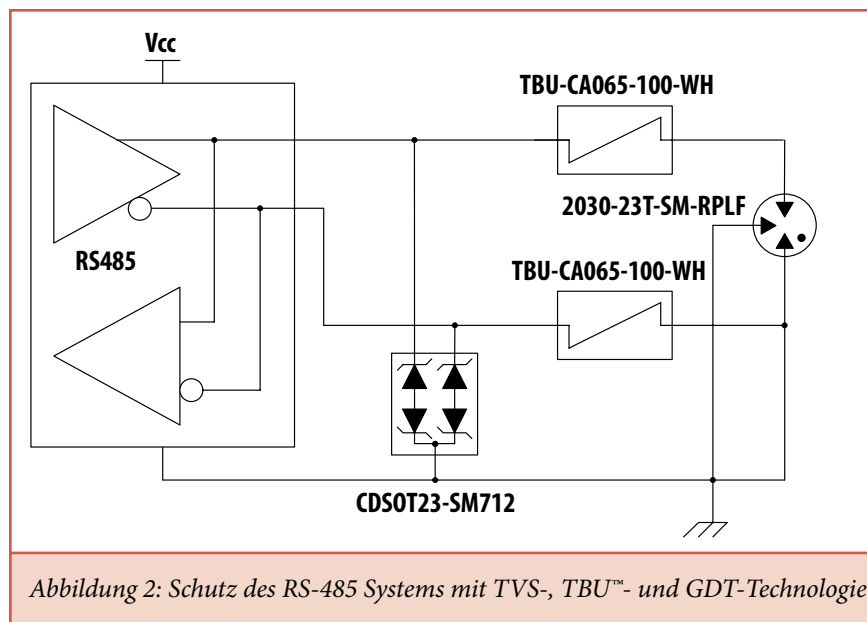 Vcc
TBU-CA065-100-WH
2030-23T-SM-RPLF
RS485
TBU-CA065-100-WH
CDSOT23-SM712
Abbildung 2: Schutz des RS-485 Systems mit TVS-, TBU™- und GDT-Technologie